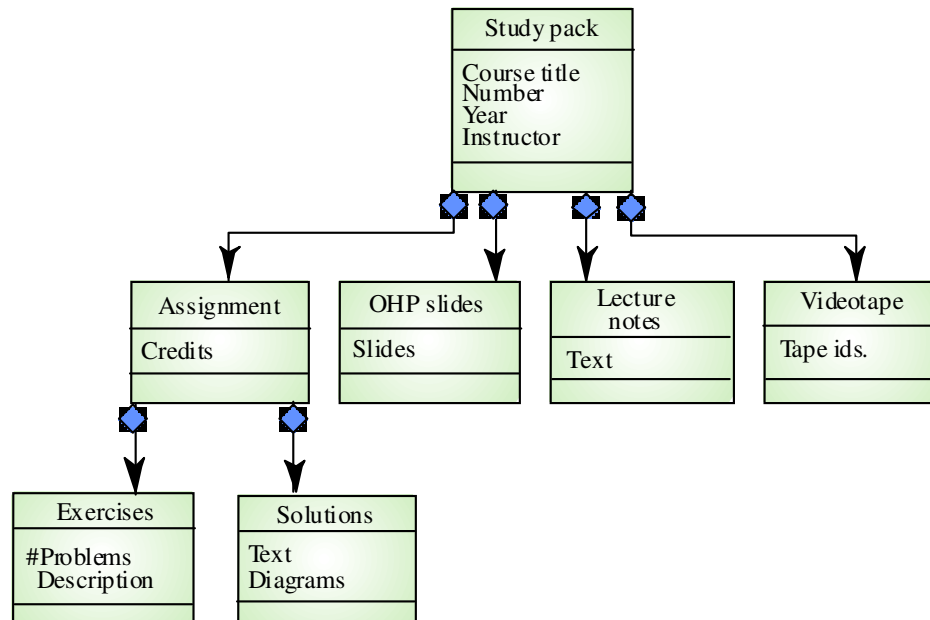 Study pack
Course title
Number
Year
Instructor
Assignment
Credits
OHP slides
Slides
Lecture
notes
Text
Videotape
Tape ids.
Exercises
#Problems
Description
Solutions
Text
Diagrams